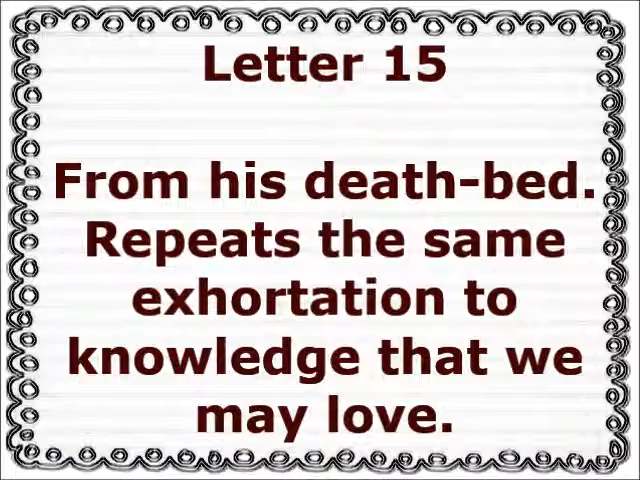 Letter 15
From his death-bed.
Repeats the same
exhortation to
knowledge that we
may love.